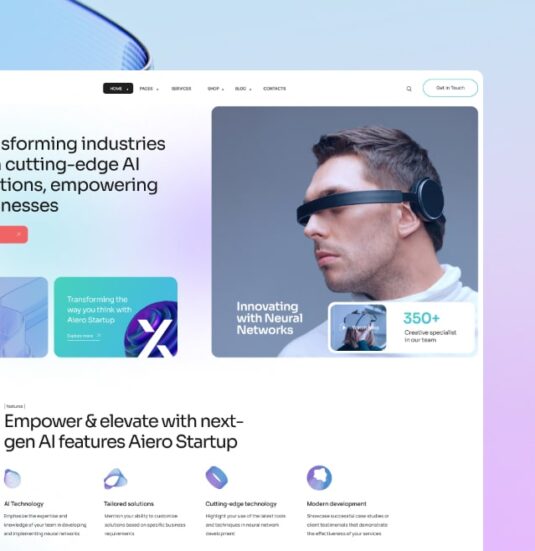 HOME
PAGES
SERVICES
SHOP
BLOG
CONTACTS
Get in Touch
sforming industries
cutting-edge AI
tions, empowering
nesses
Transforming the
way you think with
Aiero Startup
Explore more
Innovating
with Neural
Networks
350+
Creative specialist
in our team
[ features ]
Empower & elevate with next-
gen AI features Aiero Startup
AI Technology
Emphasize the expertise and
knowledge of your team in developing
and implementing neural networks
Tailored solutions
Mention your ability to customize
solutions based on specific business
requirements
Cutting-edge technology
Highlight your use of the latest tools
and techniques in neural network
development
Modern development
Showcase successful case studies or
client testimonials that demonstrate
the effectiveness of your services